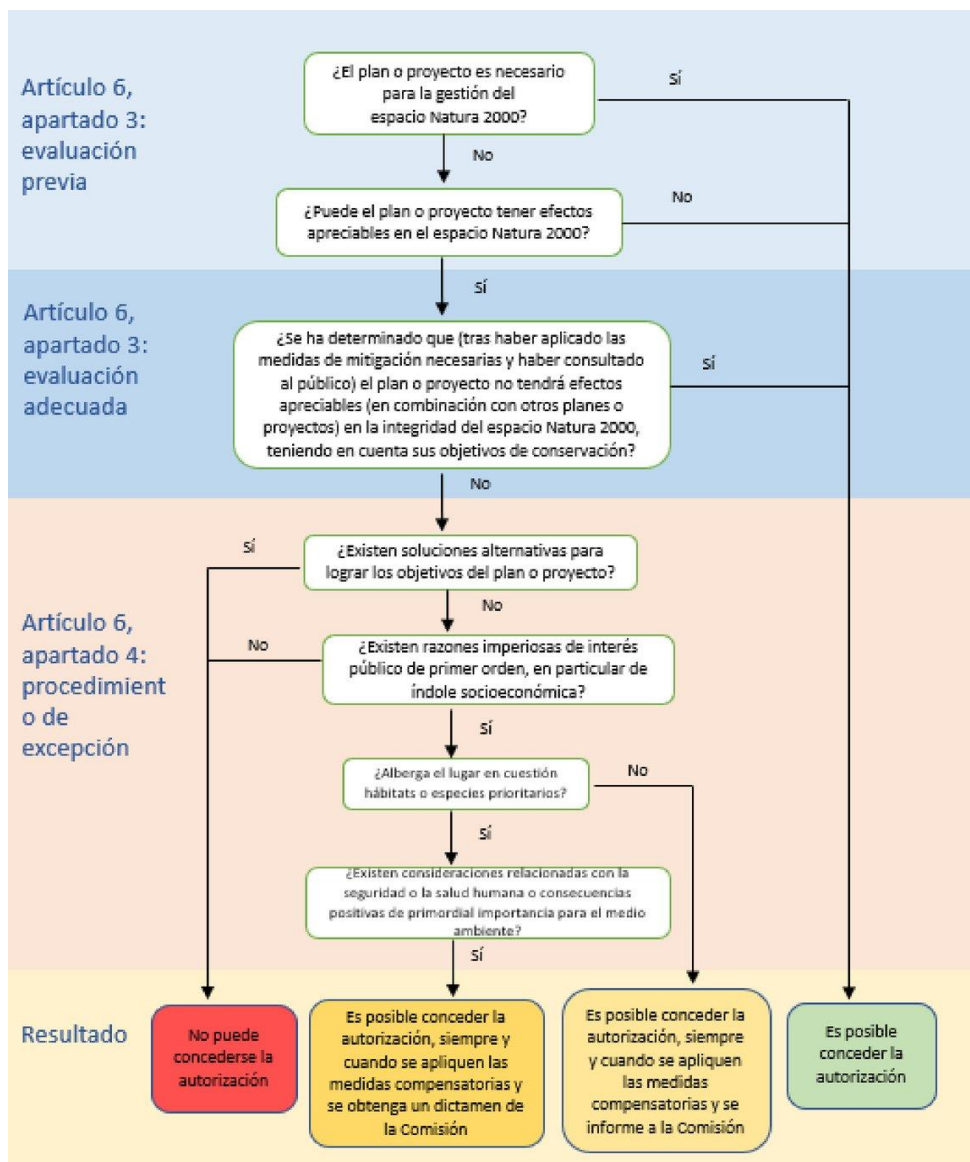 Artículo 6,
apartado 3:
evaluación
previa
¿El plan o proyecto es necesario
para la gestión del
espacio Natura 2000?
Sí
No
¿Puede el plan o proyecto tener efectos
apreciables en el espacio Natura 2000?
No
Sí
Artículo 6,
apartado 3:
evaluación
adecuada
¿Se ha determinado que (tras haber aplicado las
medidas de mitigación necesarias y haber consultado
al público) el plan o proyecto no tendrá efectos
apreciables (en combinación con otros planes o
proyectos) en la integridad del espacio Natura 2000,
teniendo en cuenta sus objetivos de conservación?
Sí
No
Artículo 6,
apartado 4:
procedimient
o de
excepción
¿Existen soluciones alternativas para
lograr los objetivos del plan o proyecto?
Sí
No
¿Existen razones imperiosas de interés
público de primer orden, en particular de
índole socioeconómica?
No
Sí
¿Alberga el lugar en cuestión
hábitats o especies prioritarios?
No
Sí
¿Existen consideraciones relacionadas con la
seguridad o la salud humana o consecuencias
positivas de primordial importancia para el medio
ambiente?
Sí
Resultado
No puede
concederse la
autorización
Es posible conceder la
autorización, siempre y
cuando se apliquen las
medidas compensatorias y
se obtenga un dictamen de
la Comisión
Es posible conceder la
autorización, siempre
y cuando se apliquen
las medidas
compensatorias y se
informe a la Comisión
Es posible
conceder la
autorización